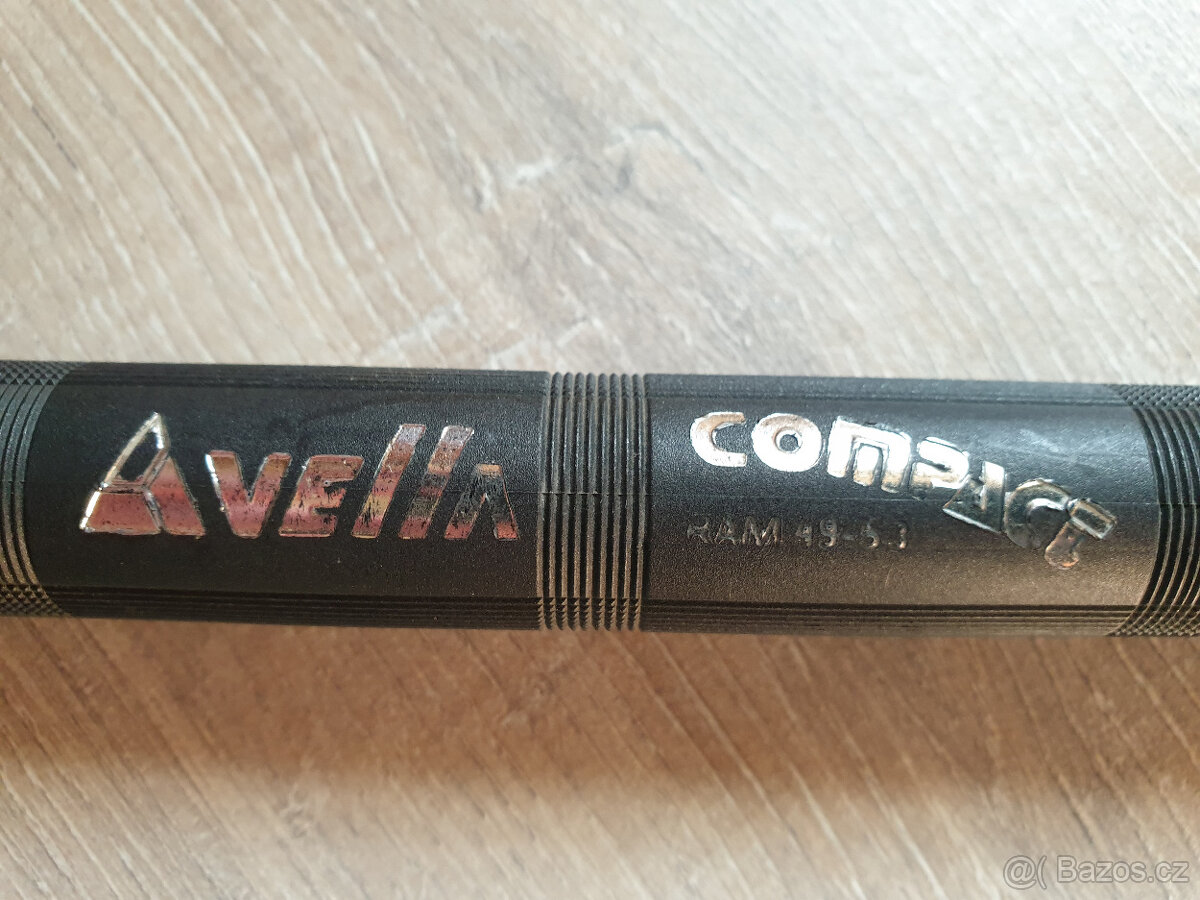 Avella
COMPACT
RAM 49-53
@( Bazos.cz